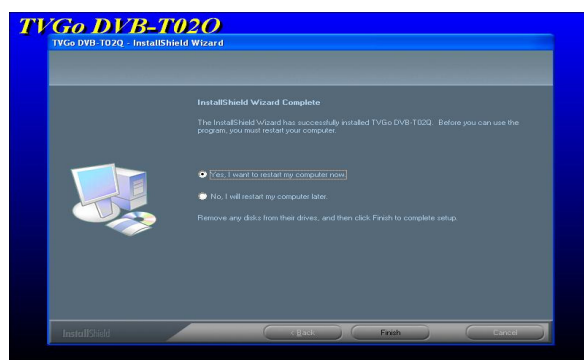 TVGo DVB-T02Q
TVGo DVB-T02Q - InstallShield Wizard
InstallShield Wizard Complete
The InstallShield Wizard has successfully installed TVGo DVB-T02Q. Before you can use the
program, you must restart your computer.
Yes, I want to restart my computer now.
No, I will restart my computer later.
Remove any disks from their drives, and then click Finish to complete setup.
InstallShield
< Back
Finish
Cancel